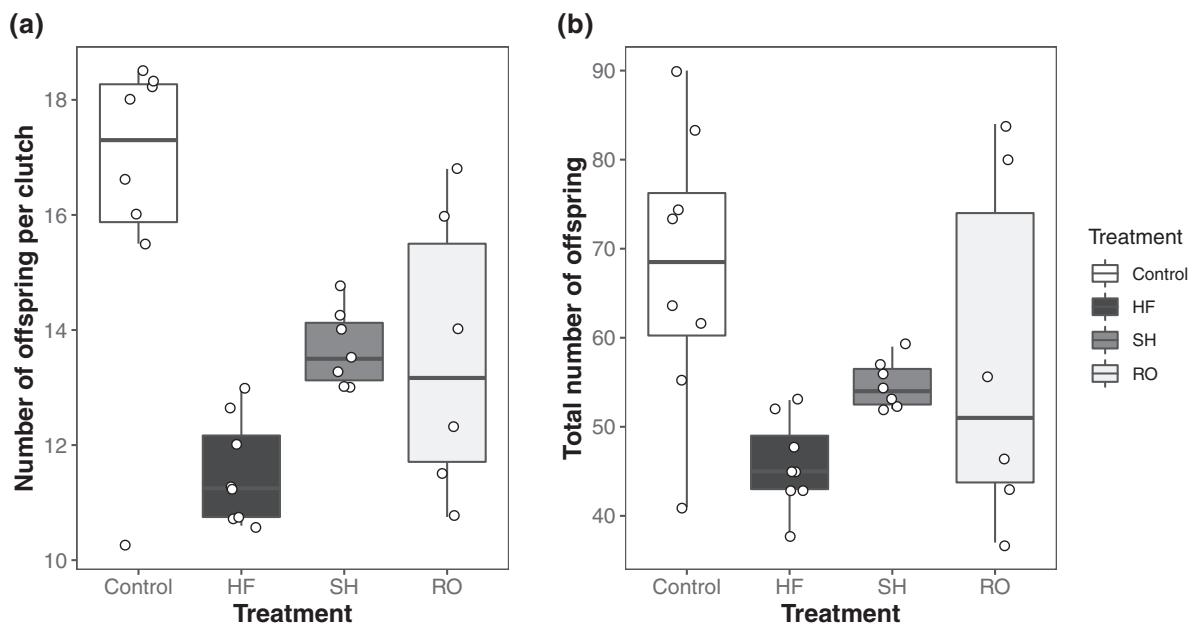 (a)
Number of offspring per clutch
18
16
14
12
10
Control HF SH RO
Treatment
(b)
Total number of offspring
90
80
70
60
50
40
Control HF SH RO
Treatment
Treatment
Control
HF
SH
RO